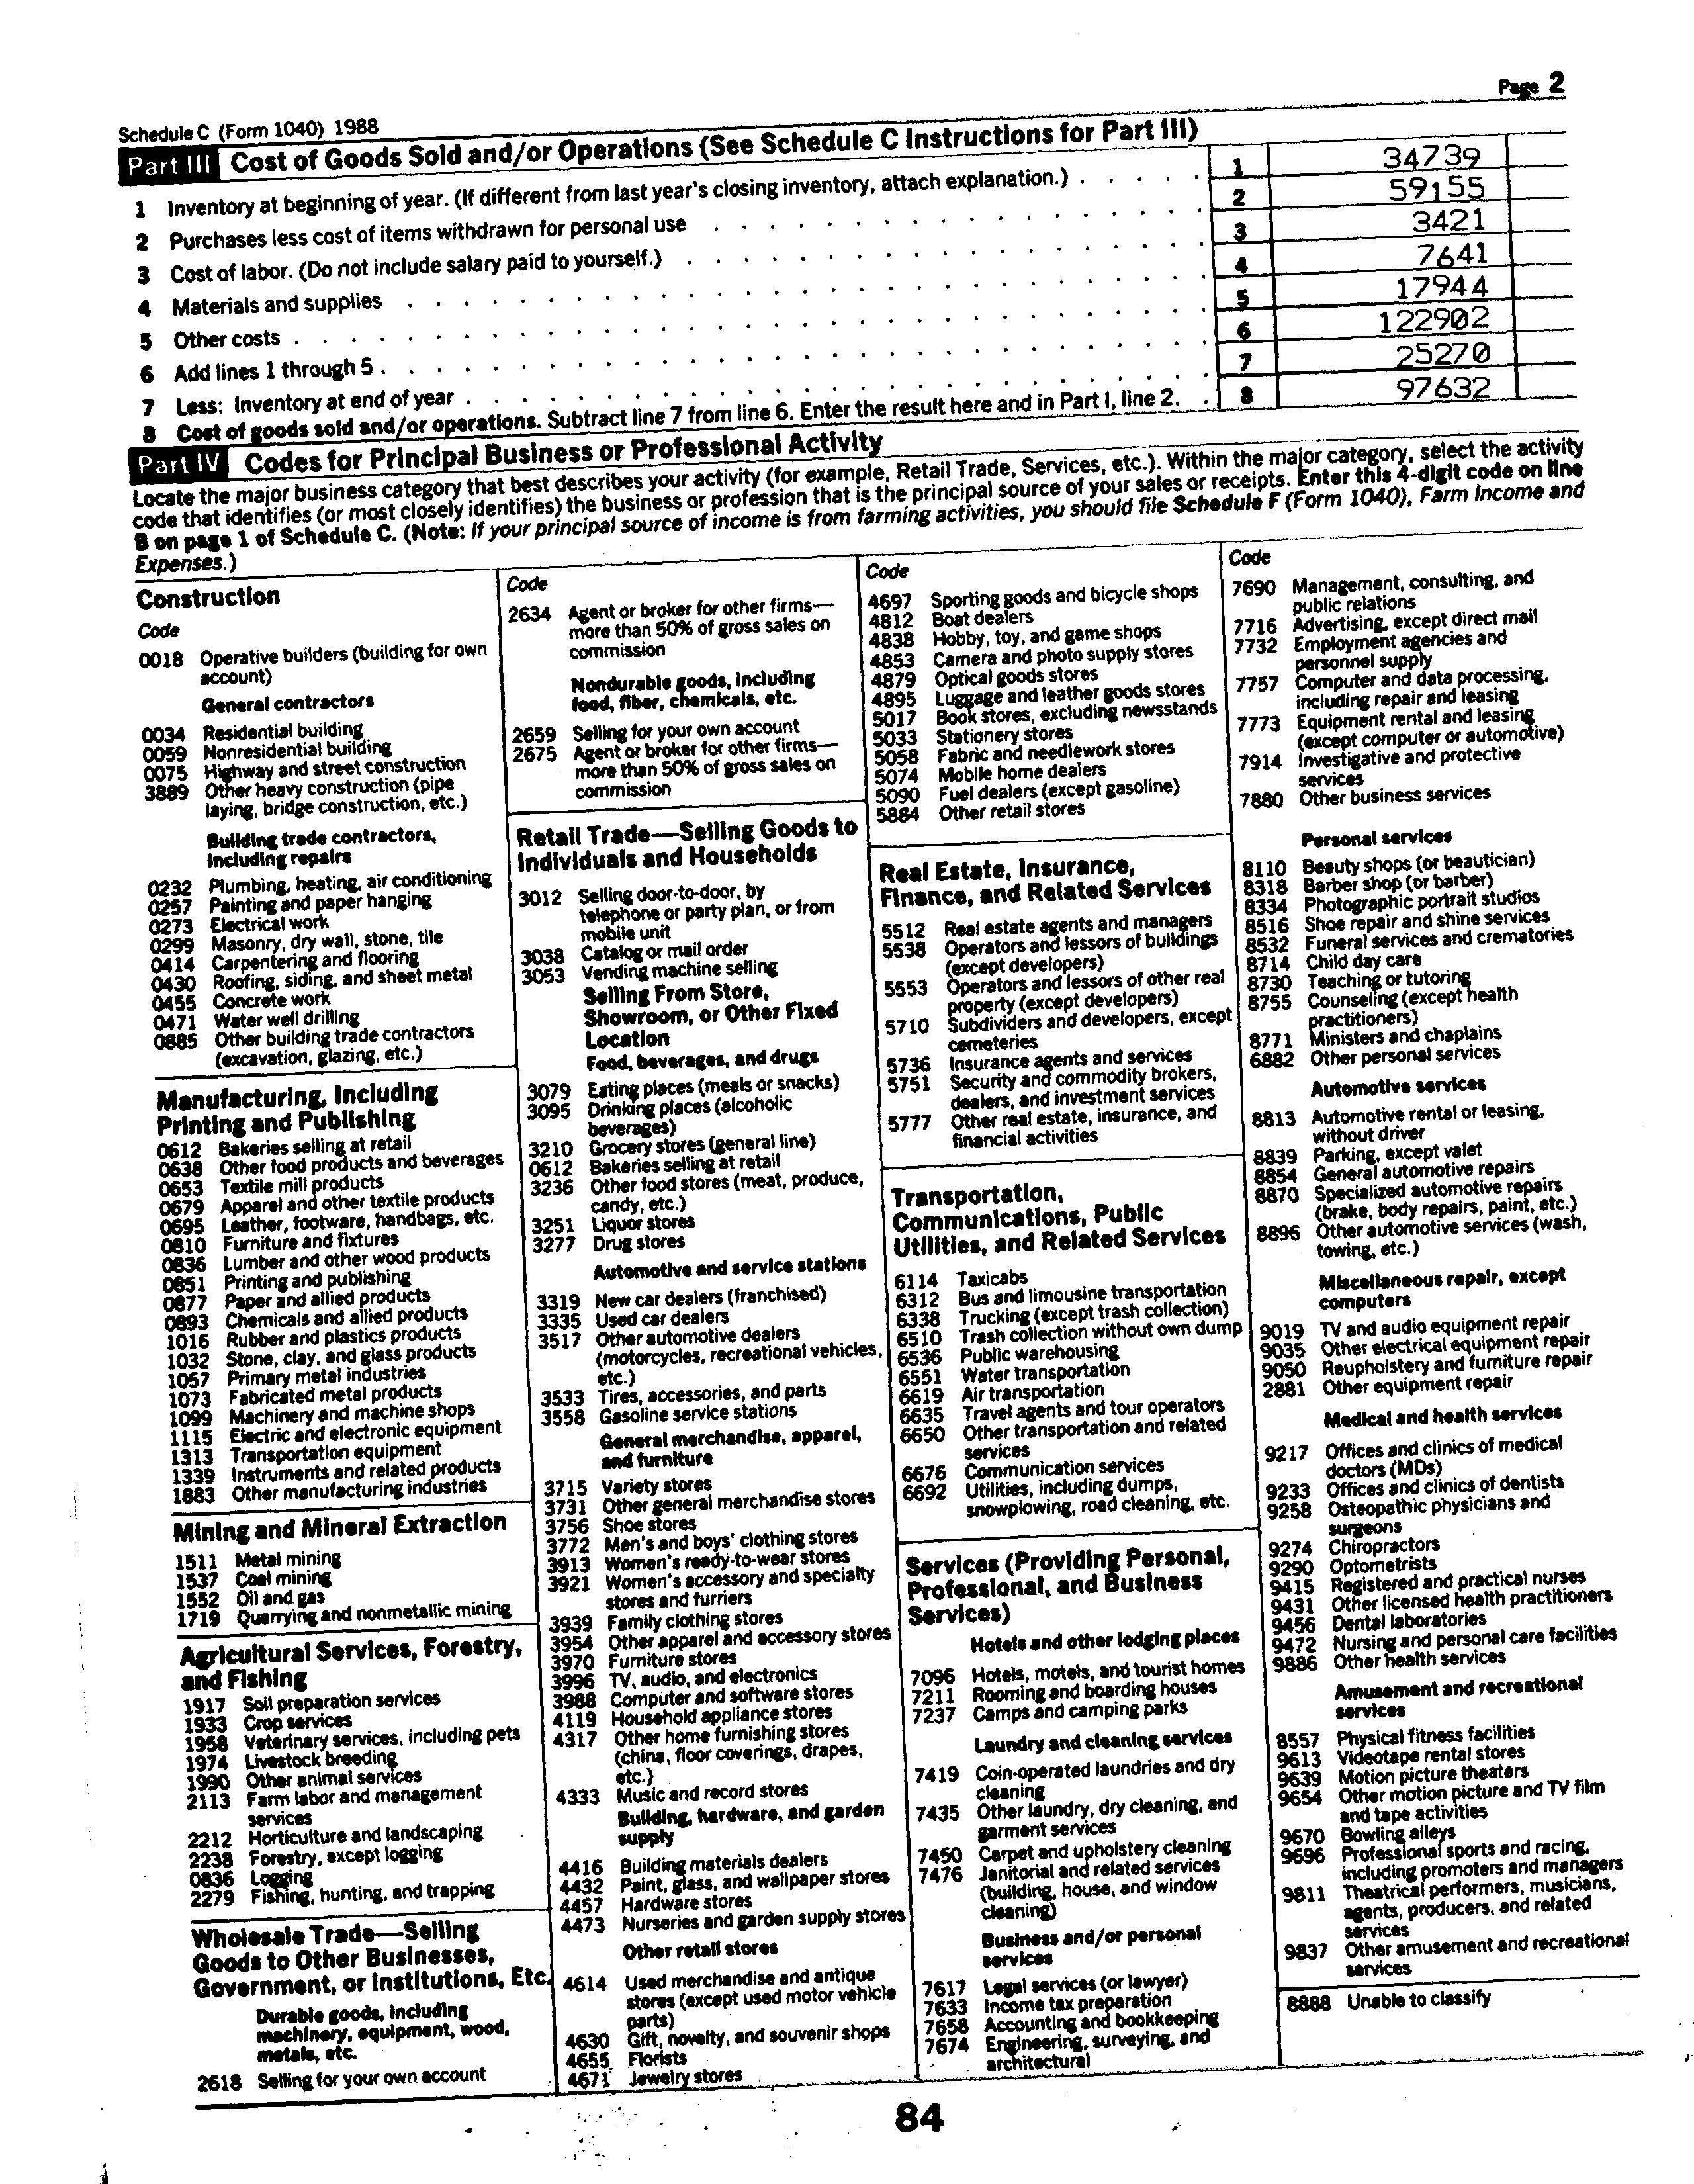 Page 2
Schedule C (Form 1040) 1988
Part III Cost of Goods Sold and/or Operations (See Schedule C Instructions for Part III)
1 Inventory at beginning of year. (If different from last year's closing inventory, attach explanation.) . . . . . 1 34739
2 Purchases less cost of items withdrawn for personal use 2 59155
3 Cost of labor. (Do not include salary paid to yourself.) 3 3421
4 Materials and supplies 4 7641
5 Other costs 5 17944
6 Add lines 1 through 5 6 122902
7 Less: Inventory at end of year 7 25270
8 Cost of goods sold and/or operations. Subtract line 7 from line 6. Enter the result here and in Part I, line 2. 8 97632
Part IV Codes for Principal Business or Professional Activity
Locate the major business category that best describes your activity (for example, Retail Trade, Services, etc.). Within the major category, select the activity
code that identifies (or most closely identifies) the business or profession that is the principal source of your sales or receipts. Enter this 4-digit code on line
B on page 1 of Schedule C. (Note: If your principal source of income is from farming activities, you should file Schedule F (Form 1040), Farm Income and
Expenses.)
Construction
Code
0018 Operative builders (building for own
account)
General contractors
0034 Residential building
0059 Nonresidential building
0075 Highway and street construction
3889 Other heavy construction (pipe
laying, bridge construction, etc.)
Building trade contractors,
including repairs
0232 Plumbing, heating, air conditioning
0257 Painting and paper hanging
0273 Electrical work
0299 Masonry, dry wall, stone, tile
0414 Carpentering and flooring
0430 Roofing, siding, and sheet metal
0455 Concrete work
0471 Water well drilling
0885 Other building trade contractors
(excavation, glazing, etc.)
Manufacturing, Including
Printing and Publishing
0612 Bakeries selling at retail
0638 Other food products and beverages
0653 Textile mill products
0679 Apparel and other textile products
0695 Leather, footware, handbags, etc.
0810 Furniture and fixtures
0836 Lumber and other wood products
0851 Printing and publishing
0877 Paper and allied products
0893 Chemicals and allied products
1016 Rubber and plastics products
1032 Stone, clay, and glass products
1057 Primary metal industries
1073 Fabricated metal products
1099 Machinery and machine shops
1115 Electric and electronic equipment
1313 Transportation equipment
1339 Instruments and related products
1883 Other manufacturing industries
Mining and Mineral Extraction
1511 Metal mining
1537 Coal mining
1552 Oil and gas
1719 Quarrying and nonmetallic mining
Agricultural Services, Forestry,
and Fishing
1917 Soil preparation services
1933 Crop services
1958 Veterinary services, including pets
1974 Livestock breeding
1990 Other animal services
2113 Farm labor and management
services
2212 Horticulture and landscaping
2238 Forestry, except logging
0836 Logging
2279 Fishing, hunting, and trapping
Wholesale Trade—Selling
Goods to Other Businesses,
Government, or Institutions, Etc.
Durable goods, including
machinery, equipment, wood,
metals, etc.
2618 Selling for your own account
Code
2634 Agent or broker for other firms—
more than 50% of gross sales on
commission
Nondurable goods, including
food, fiber, chemicals, etc.
2659 Selling for your own account
2675 Agent or broker for other firms—
more than 50% of gross sales on
commission
Retail Trade—Selling Goods to
Individuals and Households
3012 Selling door-to-door, by
telephone or party plan, or from
mobile unit
3038 Catalog or mail order
3053 Vending machine selling
Selling From Store,
Showroom, or Other Fixed
Location
Food, beverages, and drugs
3079 Eating places (meals or snacks)
3095 Drinking places (alcoholic
beverages)
3210 Grocery stores (general line)
0612 Bakeries selling at retail
3236 Other food stores (meat, produce,
candy, etc.)
3251 Liquor stores
3277 Drug stores
Automotive and service stations
3319 New car dealers (franchised)
3335 Used car dealers
3517 Other automotive dealers
(motorcycles, recreational vehicles,
etc.)
3533 Tires, accessories, and parts
3558 Gasoline service stations
General merchandise, apparel,
and furniture
3715 Variety stores
3731 Other general merchandise stores
3756 Shoe stores
3772 Men's and boys' clothing stores
3913 Women's ready-to-wear stores
3921 Women's accessory and specialty
stores and furriers
3939 Family clothing stores
3954 Other apparel and accessory stores
3970 Furniture stores
3996 TV, audio, and electronics
3988 Computer and software stores
4119 Household appliance stores
4317 Other home furnishing stores
(china, floor coverings, drapes,
etc.)
4333 Music and record stores
Building, hardware, and garden
supply
4416 Building materials dealers
4432 Paint, glass, and wallpaper stores
4457 Hardware stores
4473 Nurseries and garden supply stores
Other retail stores
4614 Used merchandise and antique
stores (except used motor vehicle
parts)
4630 Gift, novelty, and souvenir shops
4655 Florists
4671 Jewelry stores
Code
4697 Sporting goods and bicycle shops
4812 Boat dealers
4838 Hobby, toy, and game shops
4853 Camera and photo supply stores
4879 Optical goods stores
4895 Luggage and leather goods stores
5017 Book stores, excluding newsstands
5033 Stationery stores
5058 Fabric and needlework stores
5074 Mobile home dealers
5090 Fuel dealers (except gasoline)
5884 Other retail stores
Real Estate, Insurance,
Finance, and Related Services
5512 Real estate agents and managers
5538 Operators and lessors of buildings
(except developers)
5553 Operators and lessors of other real
property (except developers)
5710 Subdividers and developers, except
cemeteries
5736 Insurance agents and services
5751 Security and commodity brokers,
dealers, and investment services
5777 Other real estate, insurance, and
financial activities
Transportation,
Communications, Public
Utilities, and Related Services
6114 Taxicabs
6312 Bus and limousine transportation
6338 Trucking (except trash collection)
6510 Trash collection without own dump
6536 Public warehousing
6551 Water transportation
6619 Air transportation
6635 Travel agents and tour operators
6650 Other transportation and related
services
6676 Communication services
6692 Utilities, including dumps,
snowplowing, road cleaning, etc.
Services (Providing Personal,
Professional, and Business
Services)
Hotels and other lodging places
7096 Hotels, motels, and tourist homes
7211 Rooming and boarding houses
7237 Camps and camping parks
Laundry and cleaning services
7419 Coin-operated laundries and dry
cleaning
7435 Other laundry, dry cleaning, and
garment services
7450 Carpet and upholstery cleaning
7476 Janitorial and related services
(building, house, and window
cleaning)
Business and/or personal
services
7617 Legal services (or lawyer)
7633 Income tax preparation
7658 Accounting and bookkeeping
7674 Engineering, surveying, and
architectural
Code
7690 Management, consulting, and
public relations
7716 Advertising, except direct mail
7732 Employment agencies and
personnel supply
7757 Computer and data processing,
including repair and leasing
7773 Equipment rental and leasing
(except computer or automotive)
7914 Investigative and protective
services
7880 Other business services
Personal services
8110 Beauty shops (or beautician)
8318 Barber shop (or barber)
8334 Photographic portrait studios
8516 Shoe repair and shine services
8532 Funeral services and crematories
8714 Child day care
8730 Teaching or tutoring
8755 Counseling (except health
practitioners)
8771 Ministers and chaplains
6882 Other personal services
Automotive services
8813 Automotive rental or leasing,
without driver
8839 Parking, except valet
8854 General automotive repairs
8870 Specialized automotive repairs
(brake, body repairs, paint, etc.)
8896 Other automotive services (wash,
towing, etc.)
Miscellaneous repair, except
computers
9019 TV and audio equipment repair
9035 Other electrical equipment repair
9050 Reupholstery and furniture repair
2881 Other equipment repair
Medical and health services
9217 Offices and clinics of medical
doctors (MDs)
9233 Offices and clinics of dentists
9258 Osteopathic physicians and
surgeons
9274 Chiropractors
9290 Optometrists
9415 Registered and practical nurses
9431 Other licensed health practitioners
9456 Dental laboratories
9472 Nursing and personal care facilities
9886 Other health services
Amusement and recreational
services
8557 Physical fitness facilities
9613 Videotape rental stores
9639 Motion picture theaters
9654 Other motion picture and TV film
and tape activities
9670 Bowling alleys
9696 Professional sports and racing,
including promoters and managers
9811 Theatrical performers, musicians,
agents, producers, and related
services
9837 Other amusement and recreational
services
8888 Unable to classify
84